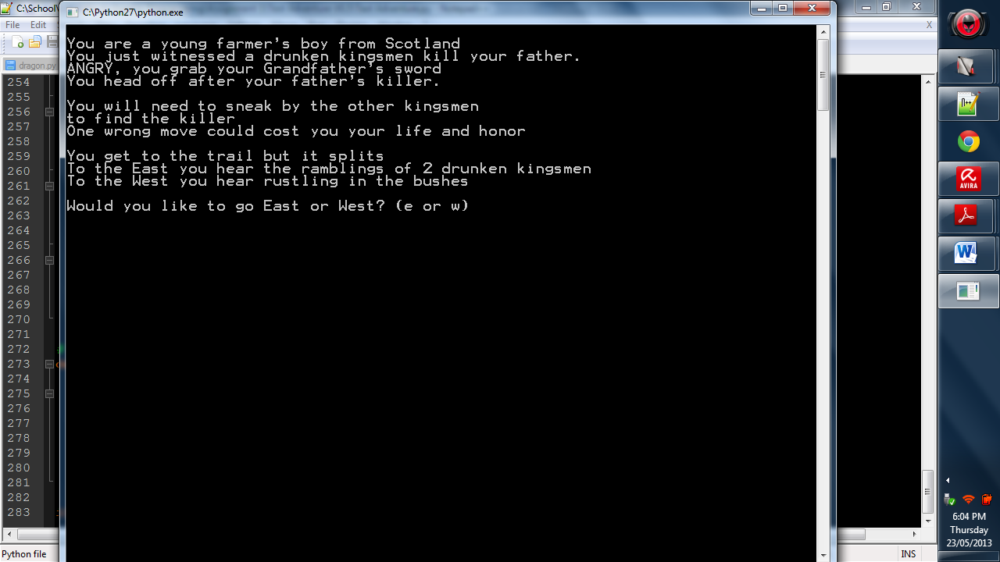 C:\School\
C:\Python27\python.exe
File Edit
X
dragon.py
You are a young farmer's boy from Scotland
You just witnessed a drunken kingsmen kill your father.
ANGRY, you grab your Grandfather's sword
You head off after your father's killer.
You will need to sneak by the other kingsmen
to find the killer
One wrong move could cost you your life and honor
You get to the trail but it splits
To the East you hear the ramblings of 2 drunken kingsmen
To the West you hear rustling in the bushes
Would you like to go East or West? (e or w)
254
255
256
257
258
259
260
261
262
263
264
265
266
267
268
269
270
271
272
273
274
275
276
277
278
279
280
281
282
283
Python file
INS
AVIRA
6:04 PM
Thursday
23/05/2013